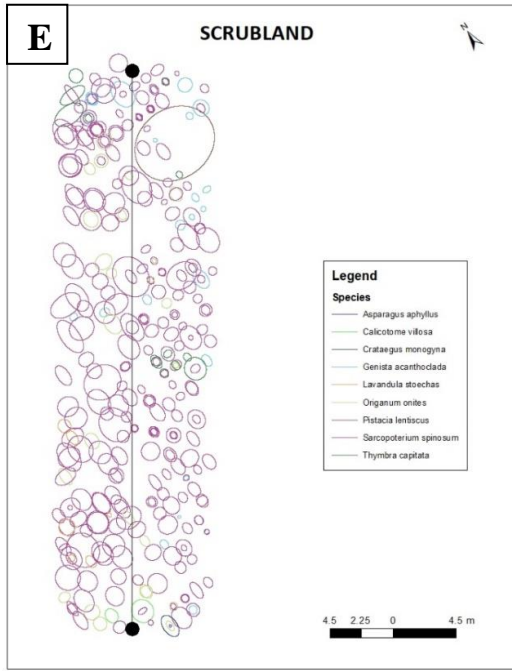 E
SCRUBLAND
N
Legend
Species
Asparagus aphyllus
Calicotome villosa
Crataegus monogyna
Genista acanthoclada
Lavandula stoechas
Origanum onites
Pistacia lentiscus
Sarcopoterium spinosum
Thymbra capitata
4.5 2.25 0 4.5 m